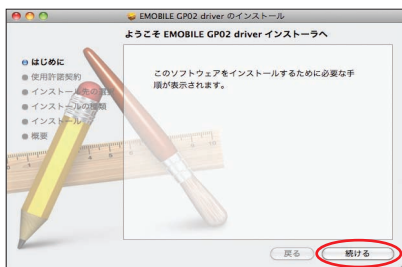 EMOBILE GP02 driver のインストール
ようこそ EMOBILE GP02 driver インストーラへ
はじめに
使用許諾契約
インストール先の選択
インストールの種類
インストール
概要
このソフトウェアをインストールするために必要な手
順が表示されます。
戻る
続ける